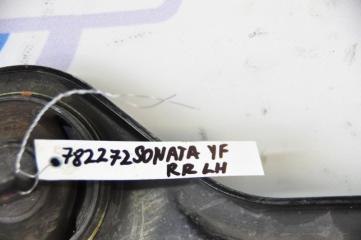 782272 SONATA YF
RR LH